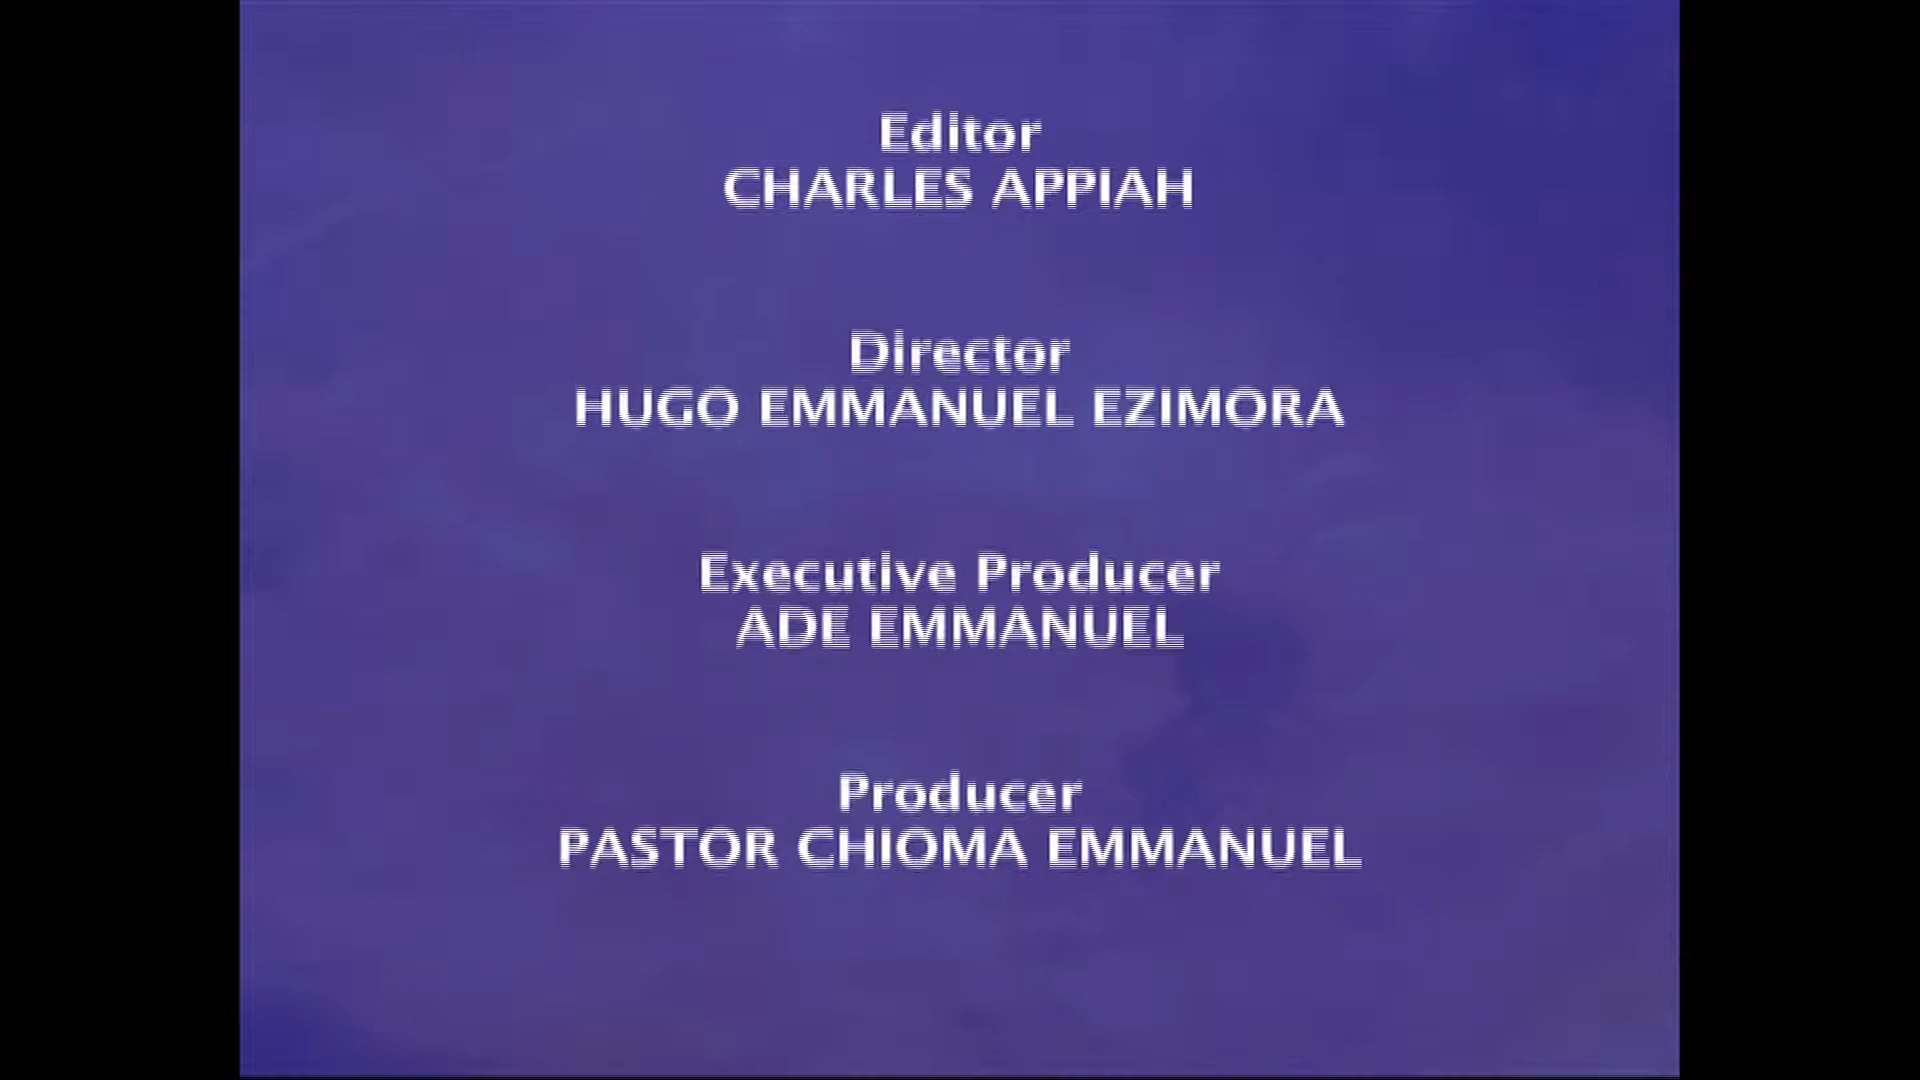 Editor
CHARLES APPIAH
Director
HUGO EMMANUEL EZIMORA
Executive Producer
ADE EMMANUEL
Producer
PASTOR CHIOMA EMMANUEL